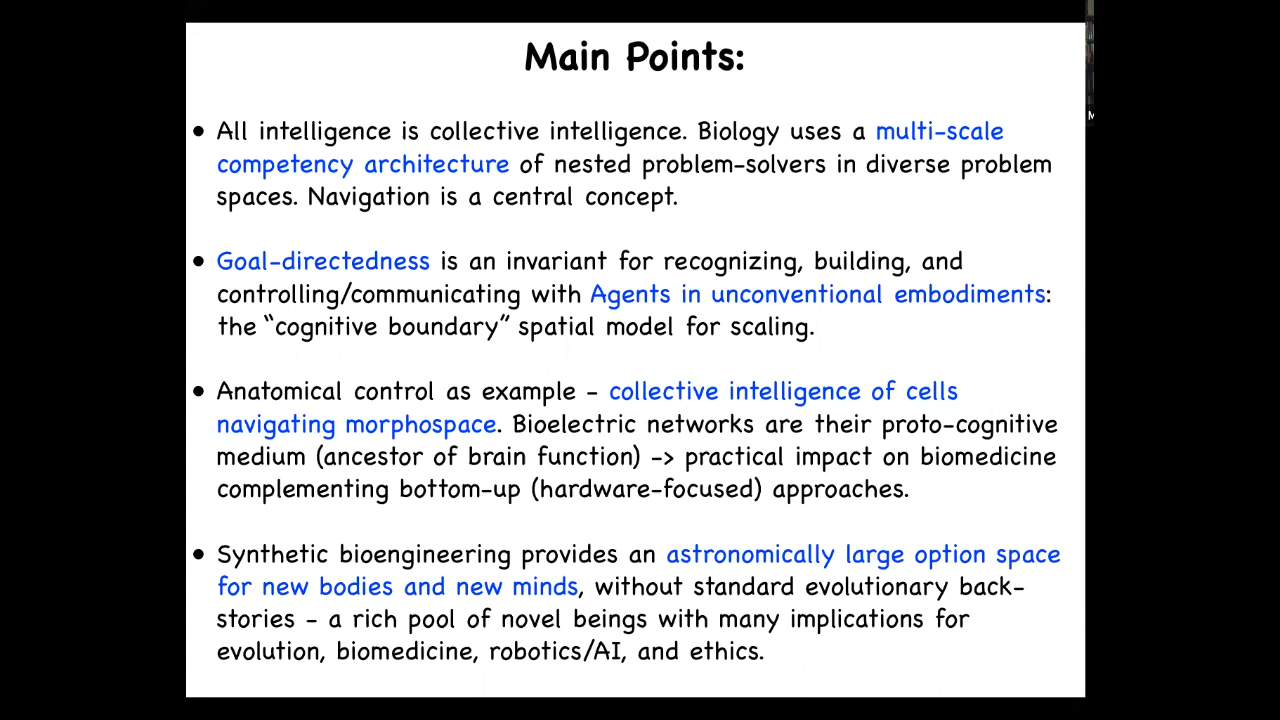 Main Points:
• All intelligence is collective intelligence. Biology uses a multi-scale
competency architecture of nested problem-solvers in diverse problem
spaces. Navigation is a central concept.
• Goal-directedness is an invariant for recognizing, building, and
controlling/communicating with Agents in unconventional embodiments:
the “cognitive boundary” spatial model for scaling.
• Anatomical control as example - collective intelligence of cells
navigating morphospace. Bioelectric networks are their proto-cognitive
medium (ancestor of brain function) -> practical impact on biomedicine
complementing bottom-up (hardware-focused) approaches.
• Synthetic bioengineering provides an astronomically large option space
for new bodies and new minds, without standard evolutionary back-
stories - a rich pool of novel beings with many implications for
evolution, biomedicine, robotics/AI, and ethics.